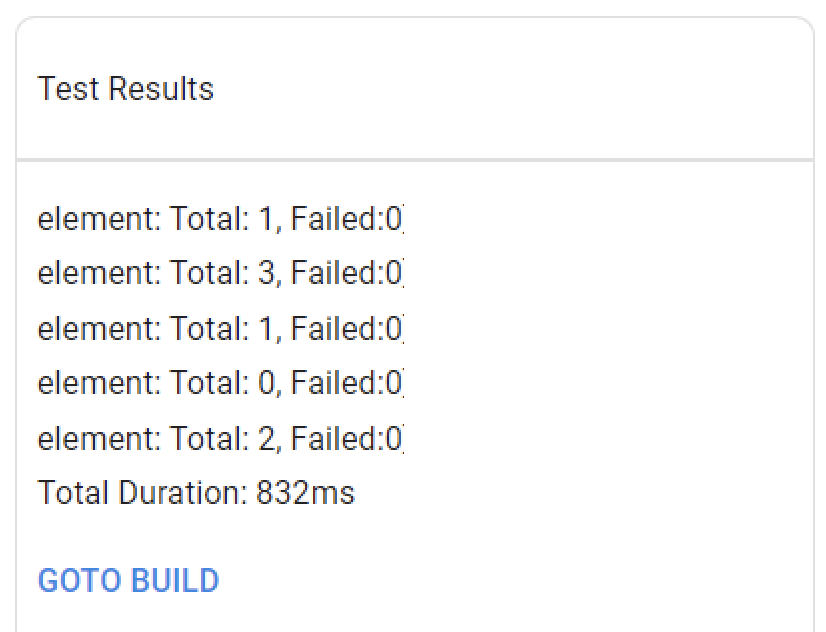 Test Results
element: Total: 1, Failed:0
element: Total: 3, Failed:0
element: Total: 1, Failed:0
element: Total: 0, Failed:0
element: Total: 2, Failed:0
Total Duration: 832ms
GOTO BUILD